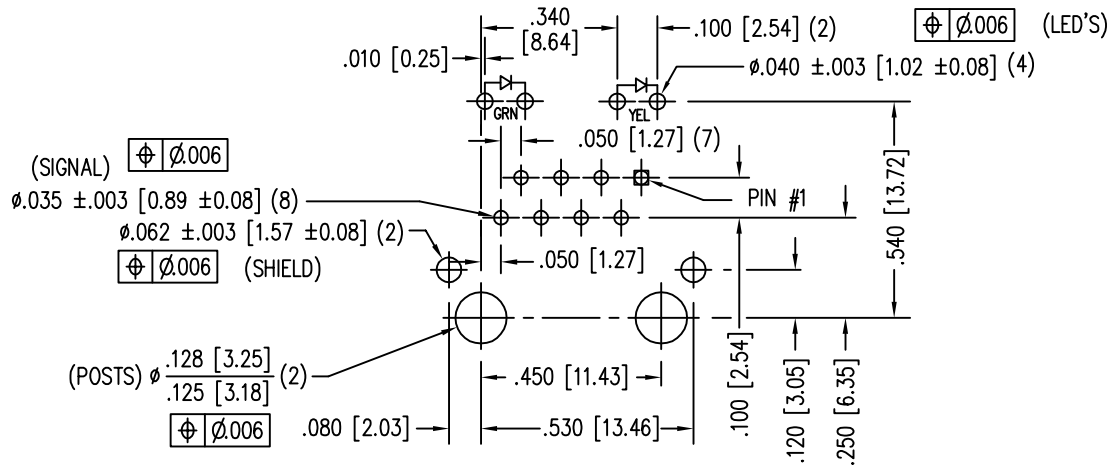 .340
[8.64]
.100 [2.54] (2)
⌖ Ø.006 (LED'S)
.010 [0.25]
ø.040 ±.003 [1.02 ±0.08] (4)
GRN
YEL
.050 [1.27] (7)
(SIGNAL) ⌖ Ø.006
ø.035 ±.003 [0.89 ±0.08] (8)
PIN #1
.540 [13.72]
ø.062 ±.003 [1.57 ±0.08] (2)
⌖ Ø.006 (SHIELD)
.050 [1.27]
(POSTS) ø .128 [3.25]
.125 [3.18] (2)
⌖ Ø.006
.450 [11.43]
.080 [2.03]
.530 [13.46]
.100 [2.54]
.120 [3.05]
.250 [6.35]